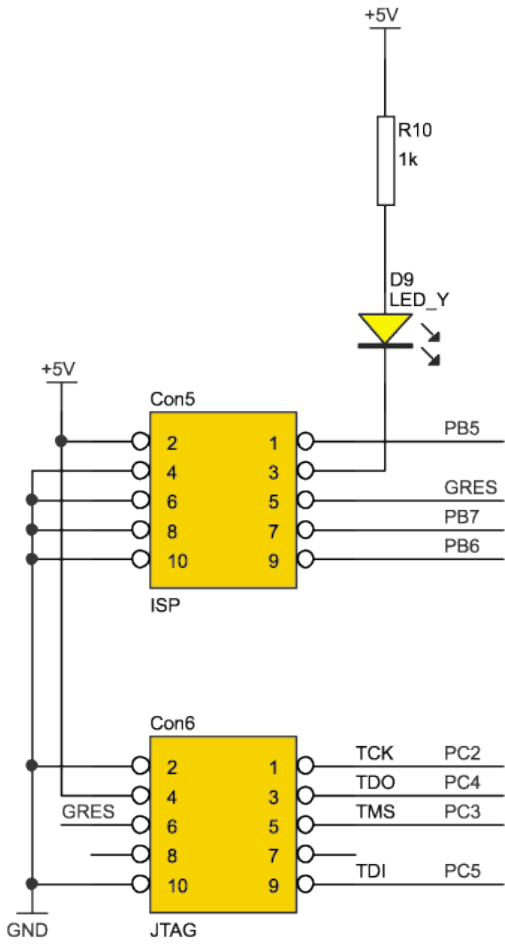 +5V
R10
1k
D9
LED_Y
+5V
Con5
2 1 PB5
4 3
6 5 GRES
8 7 PB7
10 9 PB6
ISP
Con6
2 1 TCK PC2
4 3 TDO PC4
GRES 6 5 TMS PC3
8 7
10 9 TDI PC5
GND
JTAG